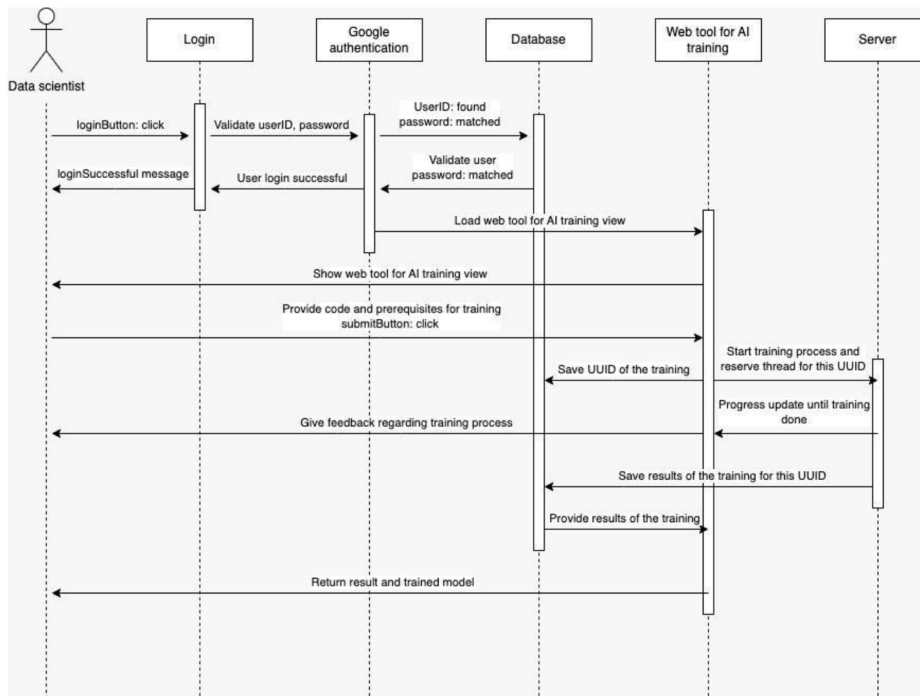 Data scientist
Login
Google
authentication
Database
Web tool for AI
training
Server
loginButton: click
Validate userID, password
UserID: found
password: matched
loginSuccessful message
User login successful
Validate user
password: matched
Load web tool for AI training view
Show web tool for AI training view
Provide code and prerequisites for training
submitButton: click
Save UUID of the training
Start training process and
reserve thread for this UUID
Give feedback regarding training process
Progress update until training
done
Save results of the training for this UUID
Provide results of the training
Return result and trained model